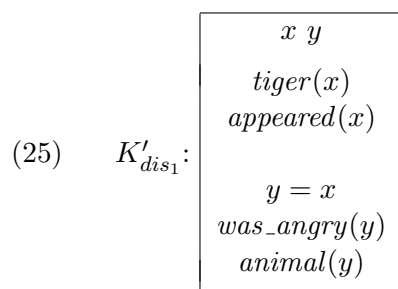 x y
tiger(x)
appeared(x)
(25) K′dis1:
y = x
was_angry(y)
animal(y)